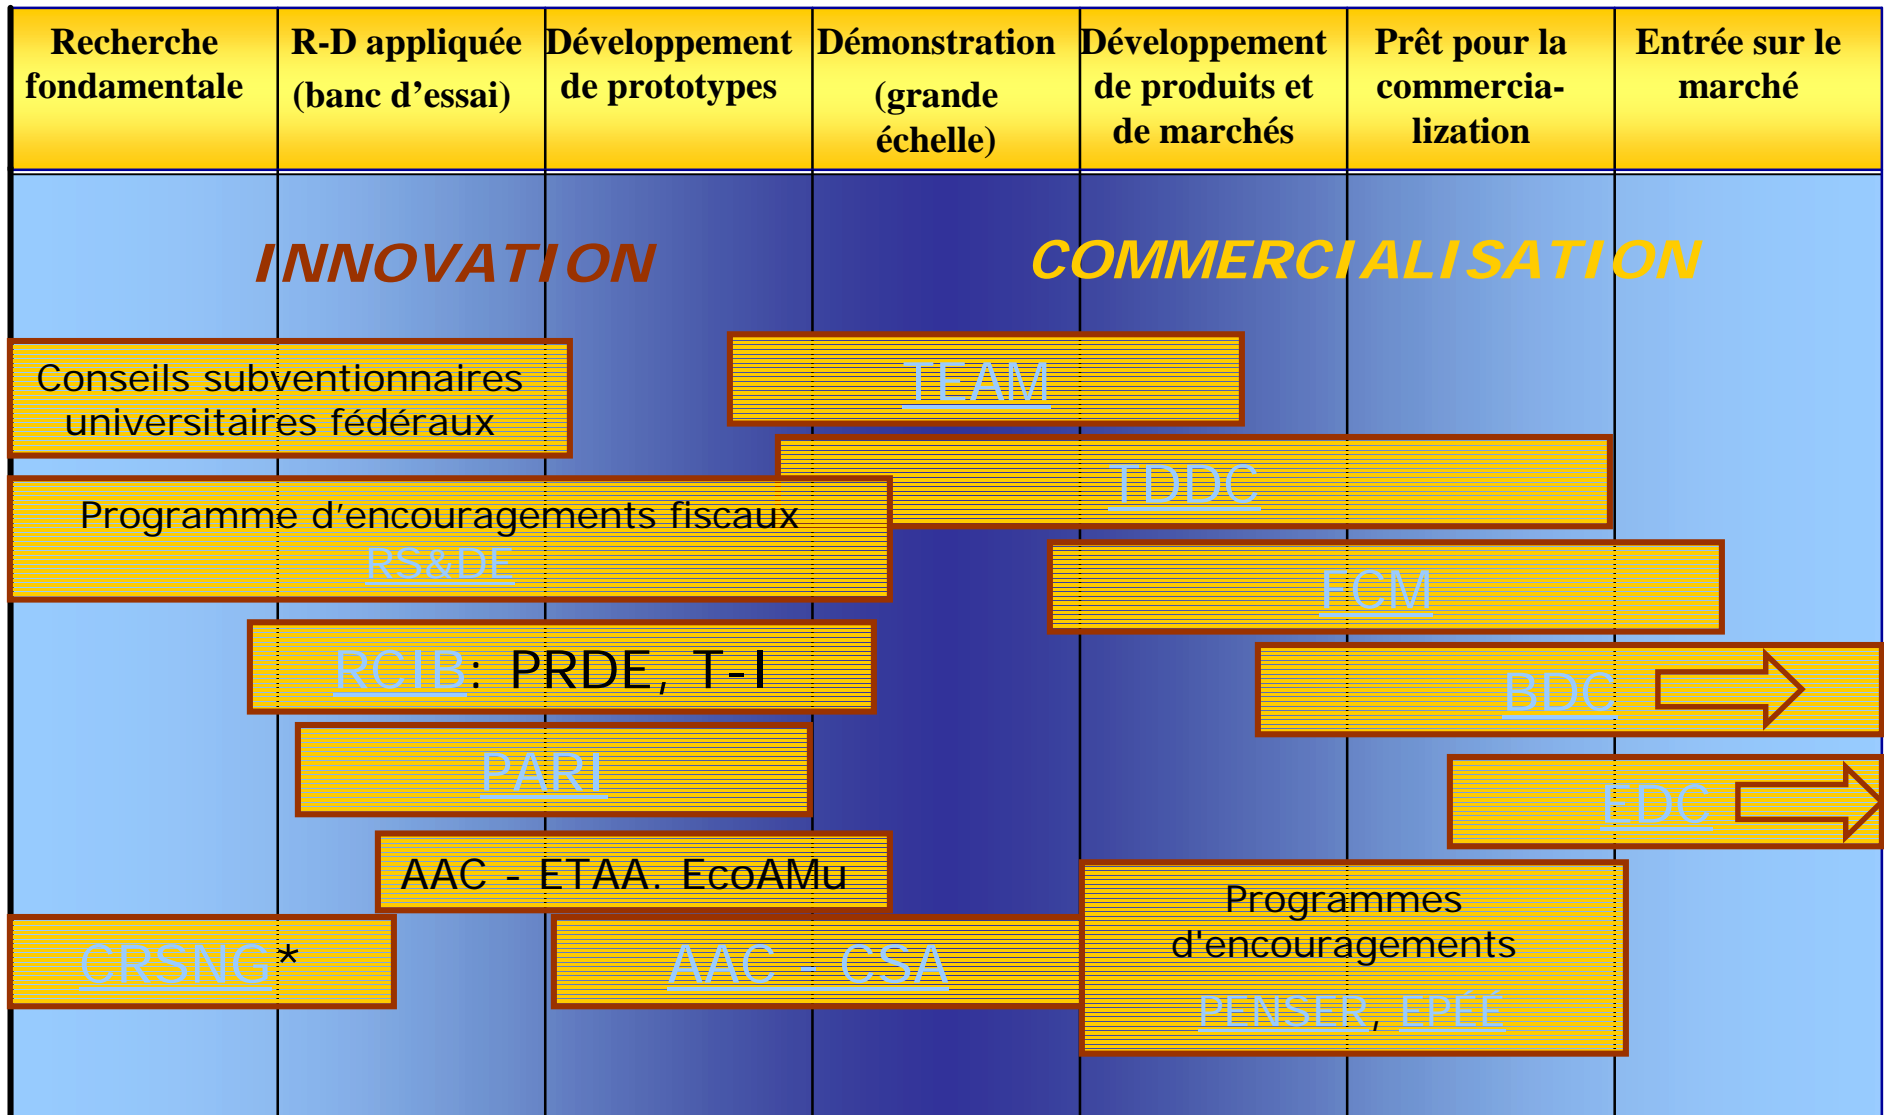 Recherche
fondamentale
R-D appliquée
(banc d'essai)
Développement
de prototypes
Démonstration
(grande
échelle)
Développement
de produits et
de marchés
Prêt pour la
commercia-
lization
Entrée sur le
marché
INNOVATION
COMMERCIALISATION
Conseils subventionnaires
universitaires fédéraux
TEAM
TDDC
Programme d'encouragements fiscaux
RS&DE
FCM
RCIB: PRDE, T-I
BDC
PARI
EDC
AAC - ETAA. EcoAMu
CRSNG*
AAC - CSA
Programmes
d'encouragements
PENSER, EPÉÉ